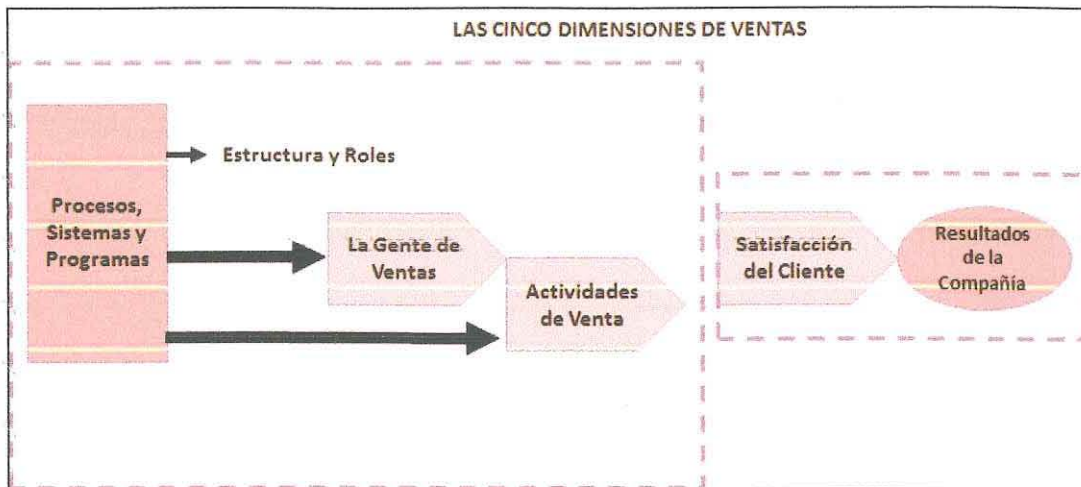 LAS CINCO DIMENSIONES DE VENTAS
Estructura y Roles
Procesos,
Sistemas y
Programas
La Gente de
Ventas
Actividades
de Venta
Satisfacción
del Cliente
Resultados
de la
Compañía